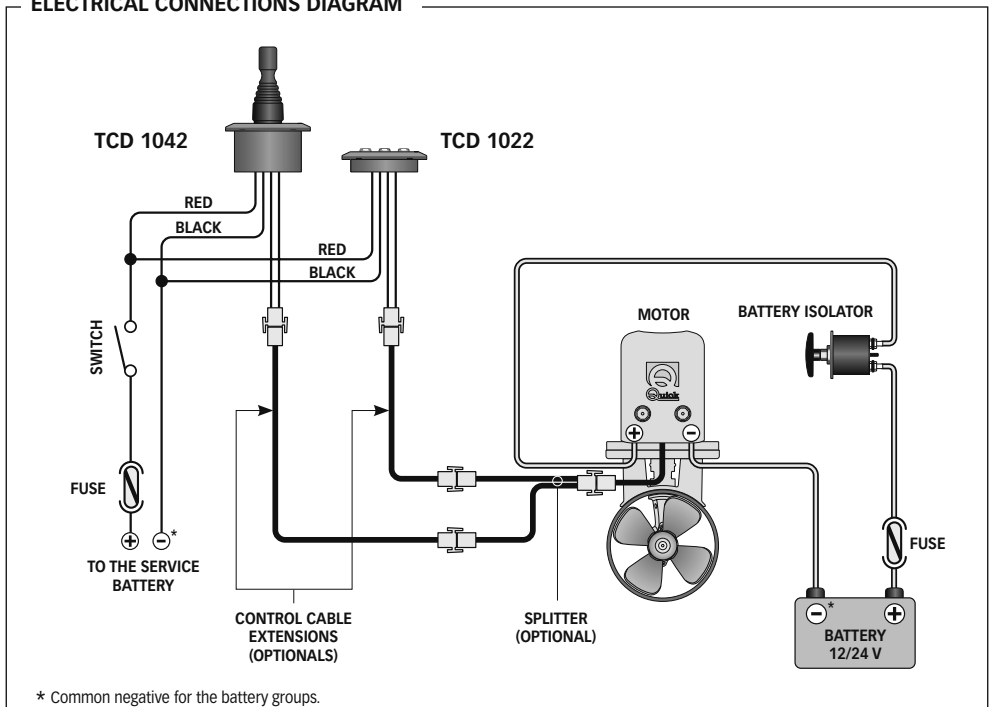 ELECTRICAL CONNECTIONS DIAGRAM
TCD 1042
TCD 1022
RED
BLACK
RED
BLACK
SWITCH
MOTOR
BATTERY ISOLATOR
Quick
+
−
FUSE
+
−*
TO THE SERVICE
BATTERY
CONTROL CABLE
EXTENSIONS
(OPTIONALS)
SPLITTER
(OPTIONAL)
FUSE
−*
+
BATTERY
12/24 V
* Common negative for the battery groups.